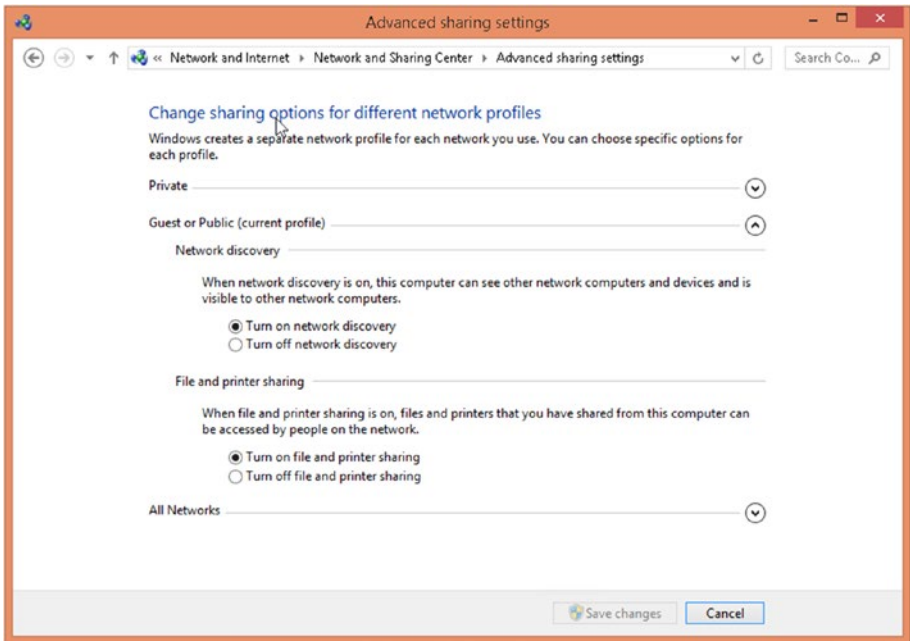 Advanced sharing settings
« Network and Internet ▸ Network and Sharing Center ▸ Advanced sharing settings
Search Co...
Change sharing options for different network profiles
Windows creates a separate network profile for each network you use. You can choose specific options for
each profile.
Private
Guest or Public (current profile)
Network discovery
When network discovery is on, this computer can see other network computers and devices and is
visible to other network computers.
Turn on network discovery
Turn off network discovery
File and printer sharing
When file and printer sharing is on, files and printers that you have shared from this computer can
be accessed by people on the network.
Turn on file and printer sharing
Turn off file and printer sharing
All Networks
Save changes
Cancel